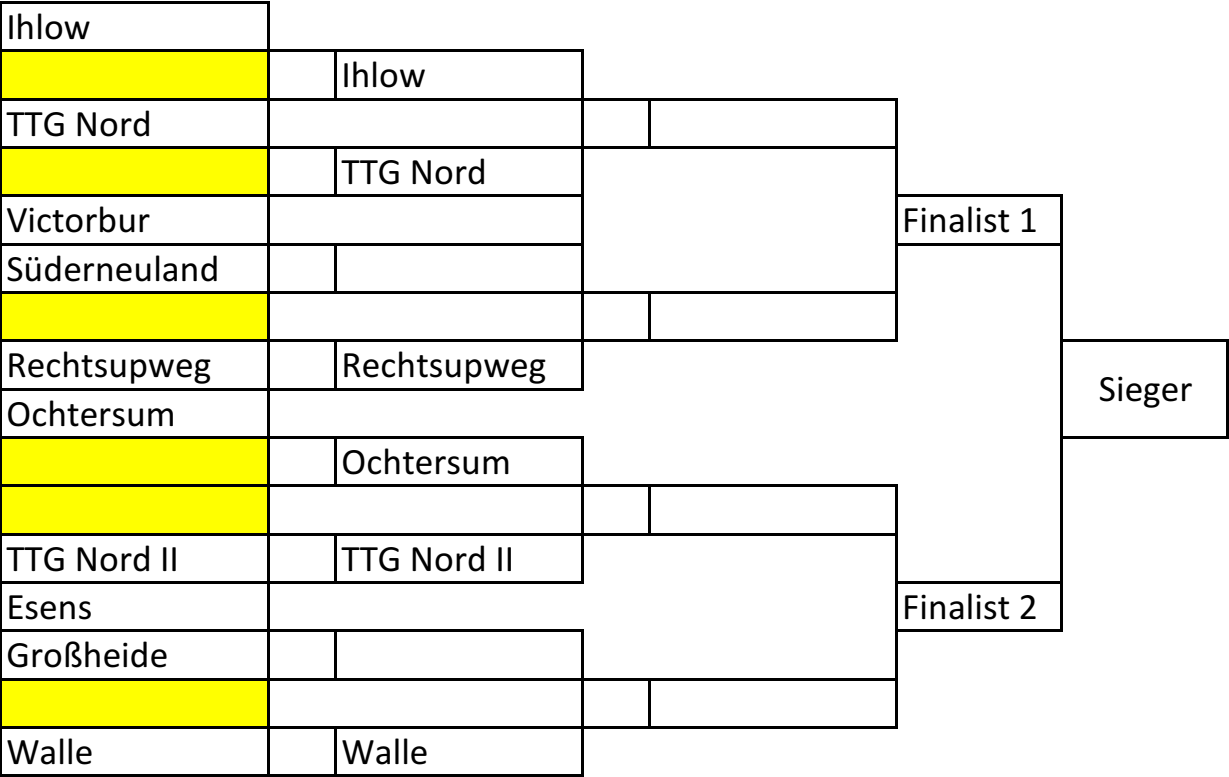 Ihlow
Ihlow
TTG Nord
TTG Nord
Victorbur
Finalist 1
Süderneuland
Rechtsupweg
Rechtsupweg
Sieger
Ochtersum
Ochtersum
TTG Nord II
TTG Nord II
Esens
Finalist 2
Großheide
Walle
Walle